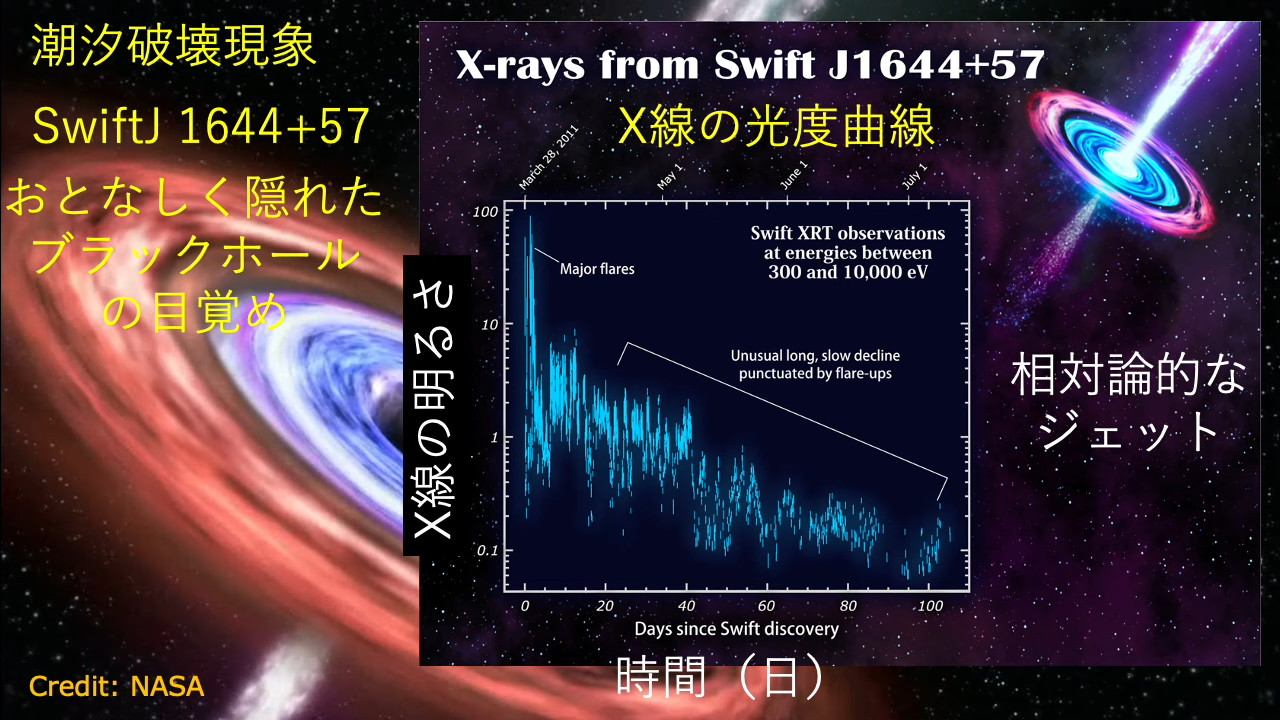 潮汐破壊現象
SwiftJ 1644+57
おとなしく隠れた
ブラックホール
の目覚め
X-rays from Swift J1644+57
X線の光度曲線
March 28, 2011
May 1
June 1
July 1
100
10
1
0.1
Swift XRT observations
at energies between
300 and 10,000 eV
Major flares
Unusual long, slow decline
punctuated by flare-ups
X線の明るさ
相対論的な
ジェット
0 20 40 60 80 100
Days since Swift discovery
時間（日）
Credit: NASA